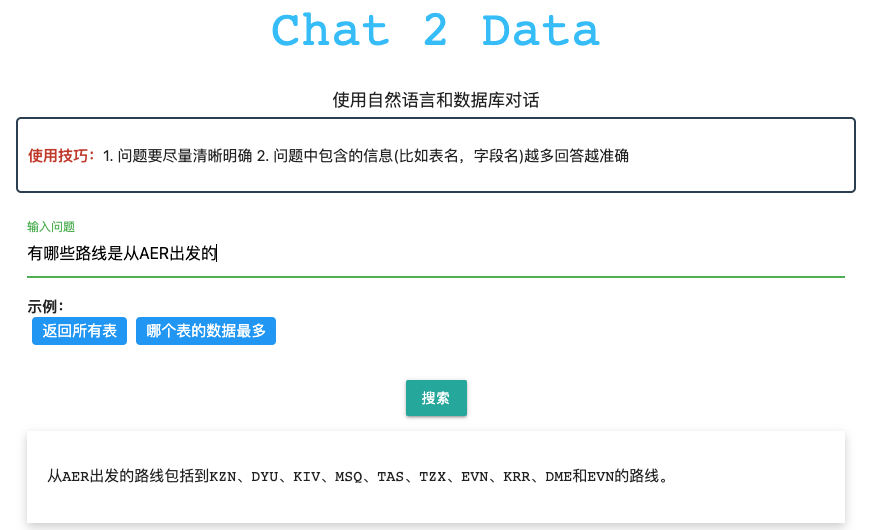 Chat 2 Data
使用自然语言和数据库对话
使用技巧：1. 问题要尽量清晰明确 2. 问题中包含的信息(比如表名，字段名)越多回答越准确
输入问题
有哪些路线是从AER出发的
示例：
返回所有表 哪个表的数据最多
搜索
从AER出发的路线包括到KZN、DYU、KIV、MSQ、TAS、TZX、EVN、KRR、DME和EVN的路线。